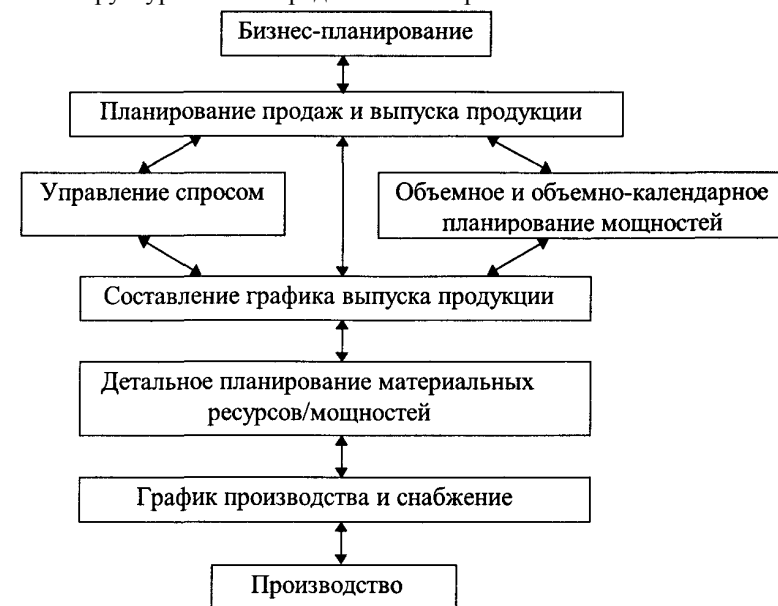 Бизнес-планирование
Планирование продаж и выпуска продукции
Управление спросом
Объемное и объемно-календарное
планирование мощностей
Составление графика выпуска продукции
Детальное планирование материальных
ресурсов/мощностей
График производства и снабжение
Производство